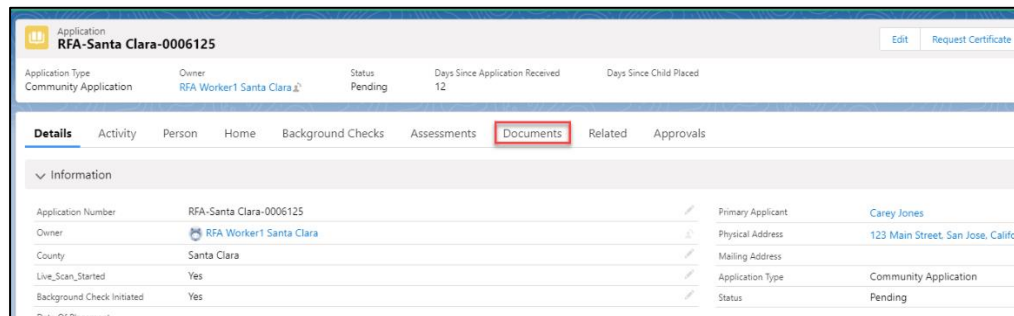 Application
RFA-Santa Clara-0006125
Edit Request Certificate
Application Type Owner Status Days Since Application Received Days Since Child Placed
Community Application RFA Worker1 Santa Clara Pending 12
Details Activity Person Home Background Checks Assessments Documents Related Approvals
Information
Application Number RFA-Santa Clara-0006125 Primary Applicant Carey Jones
Owner RFA Worker1 Santa Clara Physical Address 123 Main Street, San Jose, Califo
County Santa Clara Mailing Address
Live_Scan_Started Yes Application Type Community Application
Background Check Initiated Yes Status Pending